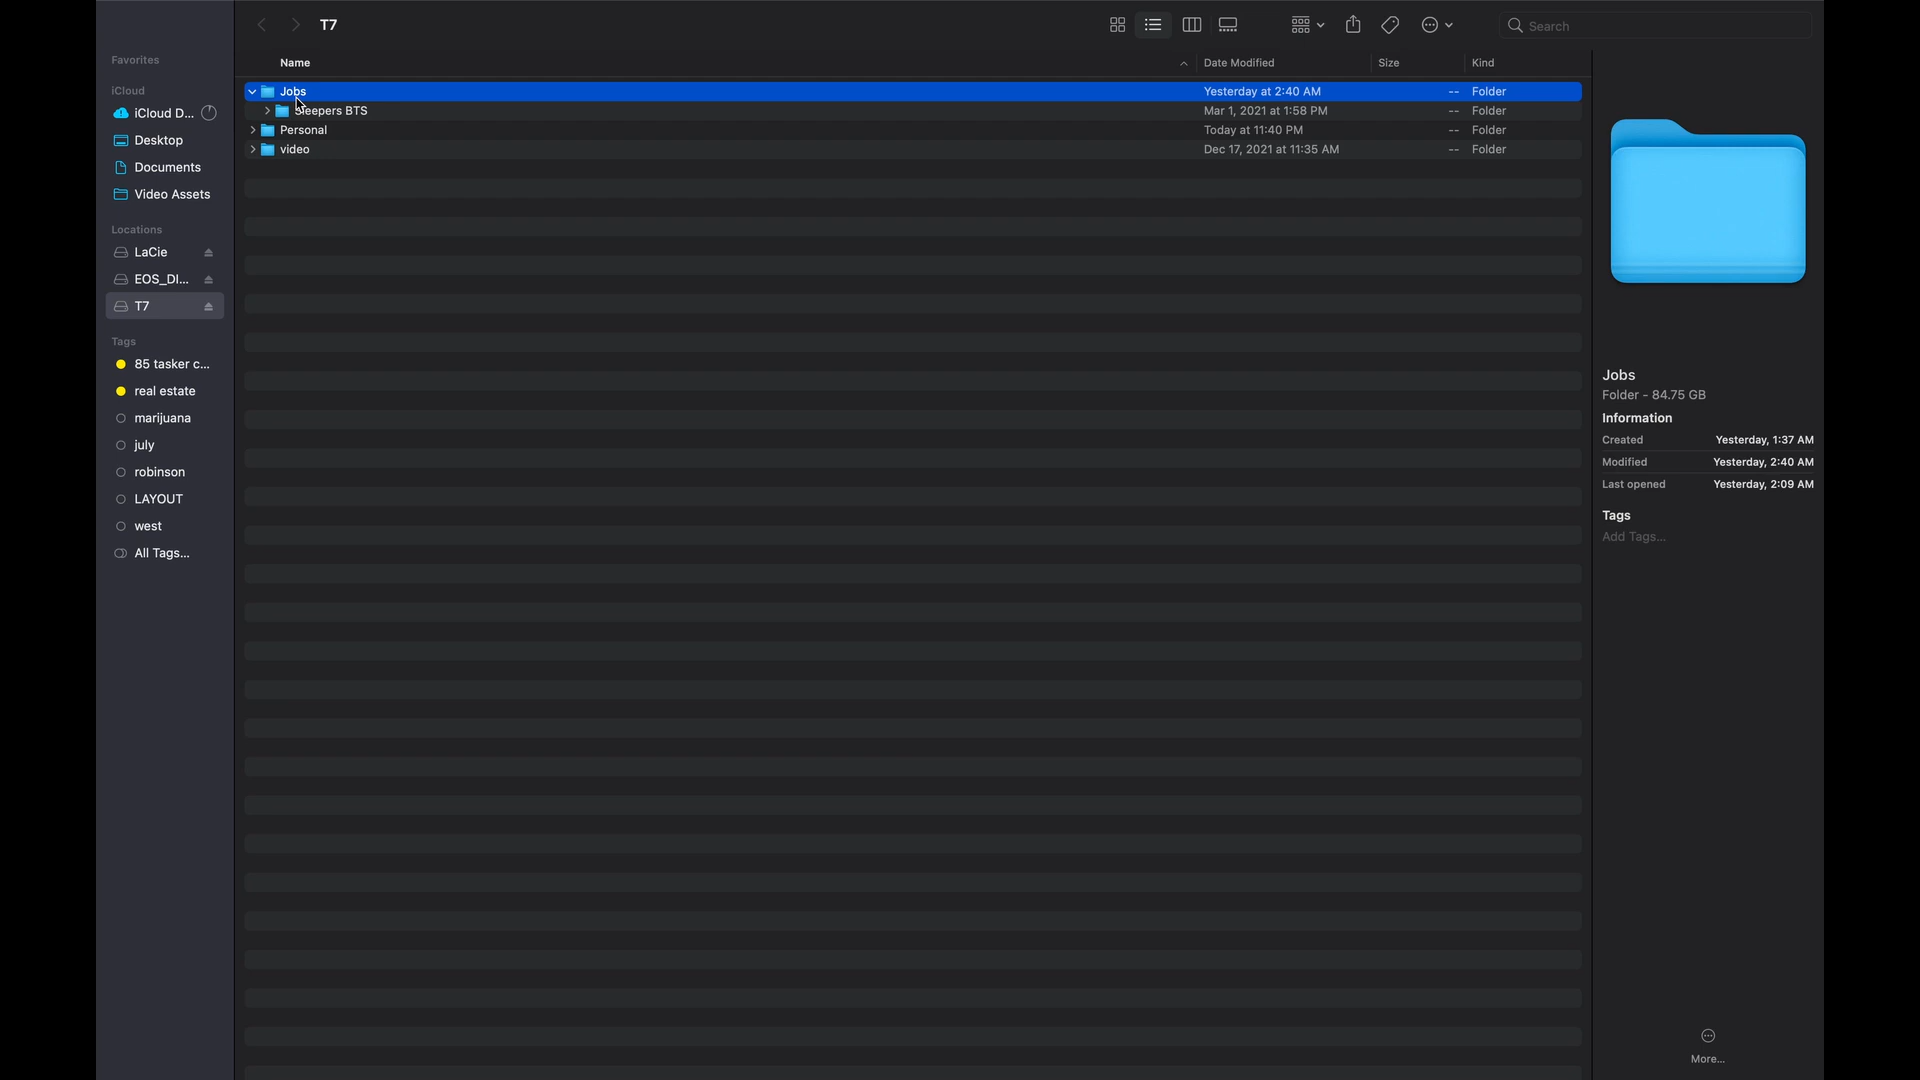 T7
Search
Favorites
iCloud
iCloud D...
Desktop
Documents
Video Assets
Locations
LaCie
EOS_DI...
T7
Tags
85 tasker c...
real estate
marijuana
july
robinson
LAYOUT
west
All Tags...
Name Date Modified Size Kind
Jobs Yesterday at 2:40 AM -- Folder
Sleepers BTS Mar 1, 2021 at 1:58 PM -- Folder
Personal Today at 11:40 PM -- Folder
video Dec 17, 2021 at 11:35 AM -- Folder
Jobs
Folder - 84.75 GB
Information
Created Yesterday, 1:37 AM
Modified Yesterday, 2:40 AM
Last opened Yesterday, 2:09 AM
Tags
Add Tags...
More...